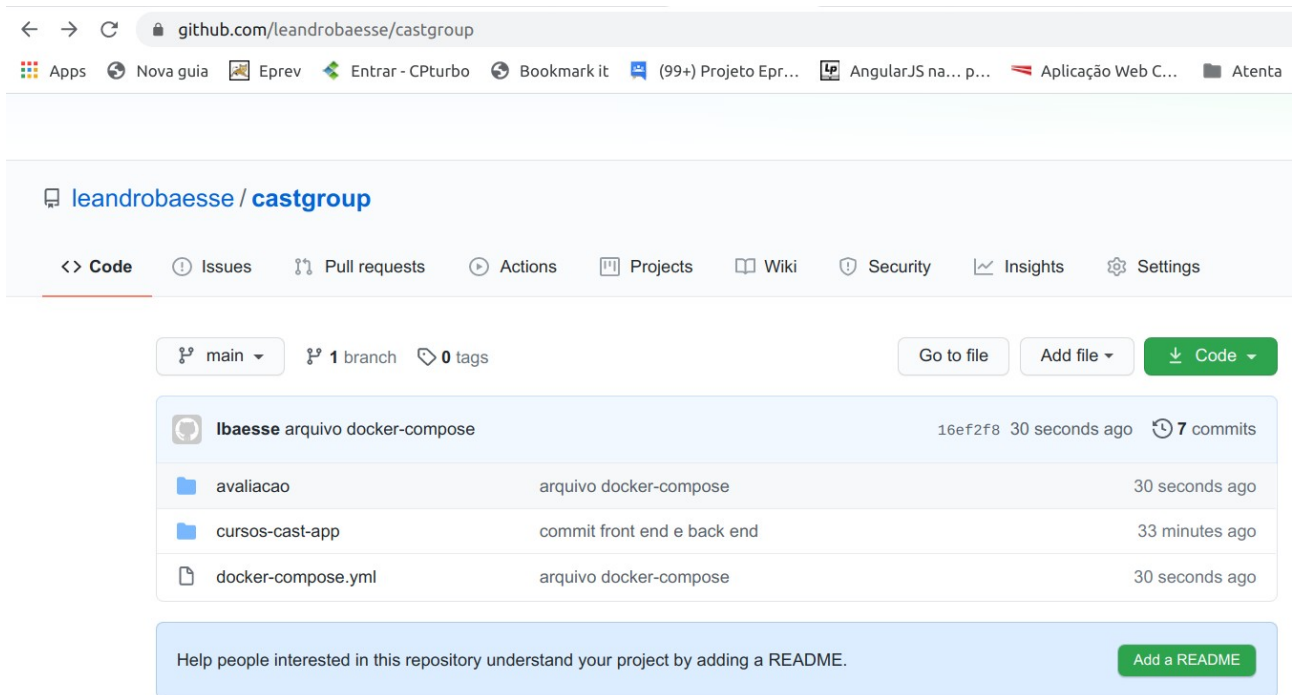 github.com/leandrobaesse/castgroup
Apps Nova guia Eprev Entrar - CPturbo Bookmark it (99+) Projeto Epr... LP AngularJS na... p... Aplicação Web C... Atenta
leandrobaesse / castgroup
<> Code Issues Pull requests Actions Projects Wiki Security Insights Settings
main 1 branch 0 tags Go to file Add file Code
lbaesse arquivo docker-compose 16ef2f8 30 seconds ago 7 commits
avaliacao arquivo docker-compose 30 seconds ago
cursos-cast-app commit front end e back end 33 minutes ago
docker-compose.yml arquivo docker-compose 30 seconds ago
Help people interested in this repository understand your project by adding a README. Add a README